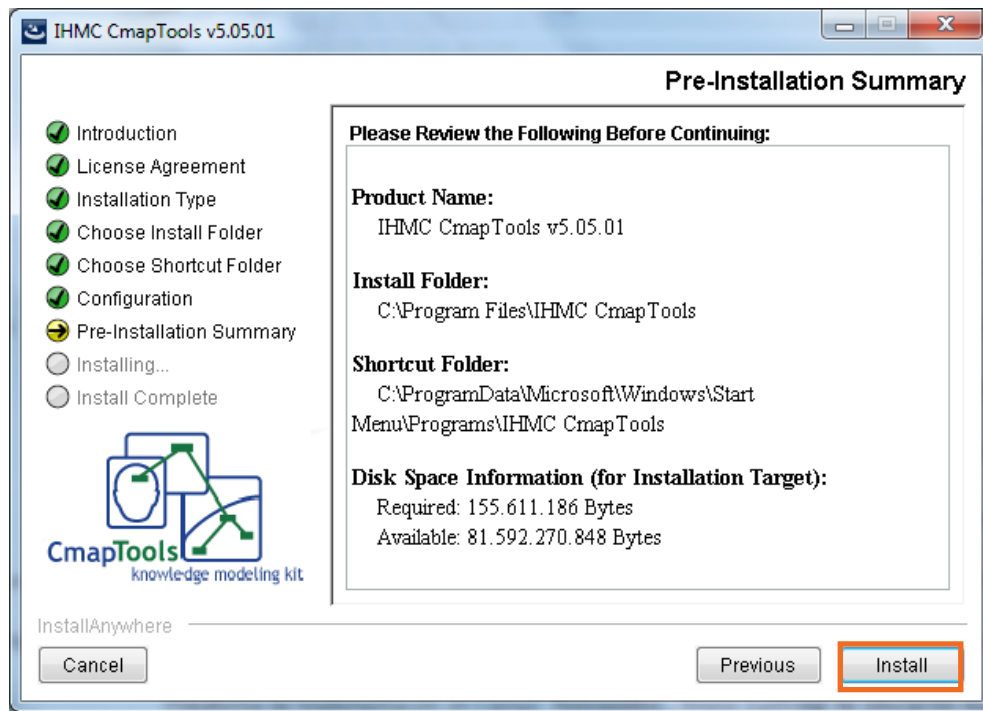 IHMC CmapTools v5.05.01
Pre-Installation Summary
Introduction
License Agreement
Installation Type
Choose Install Folder
Choose Shortcut Folder
Configuration
Pre-Installation Summary
Installing...
Install Complete
CmapTools
knowledge modeling kit
Please Review the Following Before Continuing:
Product Name:
IHMC CmapTools v5.05.01
Install Folder:
C:\Program Files\IHMC CmapTools
Shortcut Folder:
C:\ProgramData\Microsoft\Windows\Start
Menu\Programs\IHMC CmapTools
Disk Space Information (for Installation Target):
Required: 155.611.186 Bytes
Available: 81.592.270.848 Bytes
InstallAnywhere
Cancel
Previous
Install